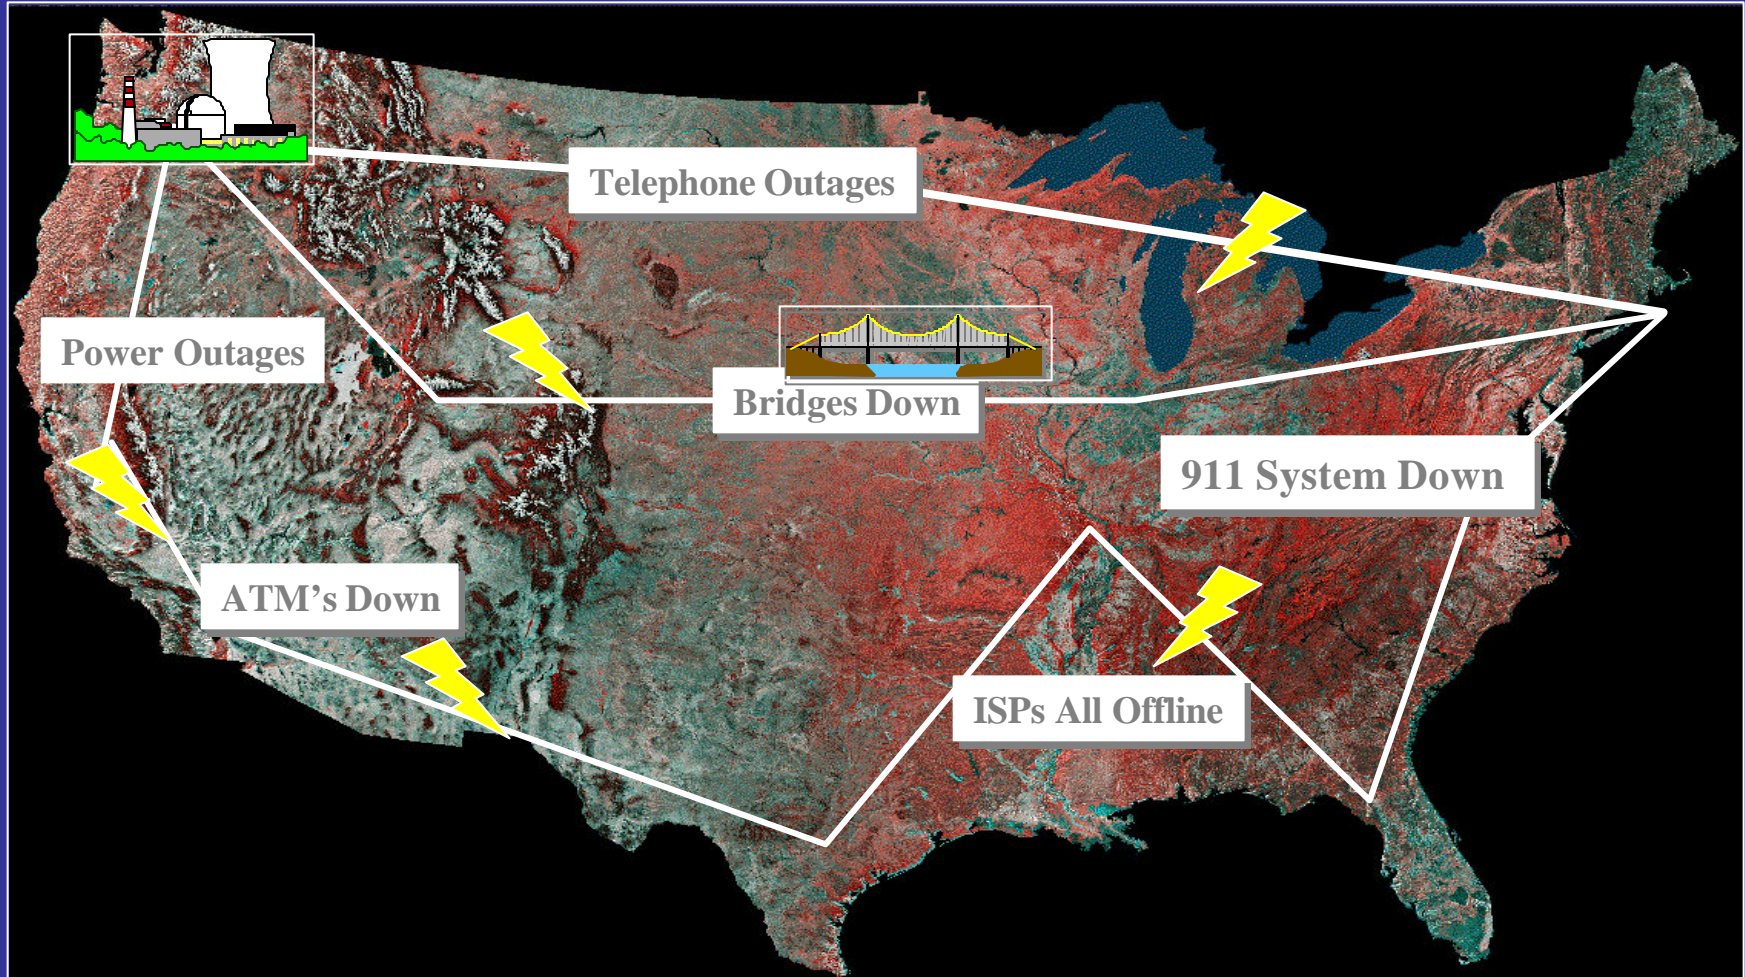 Telephone Outages
Power Outages
Bridges Down
911 System Down
ATM’s Down
ISPs All Offline